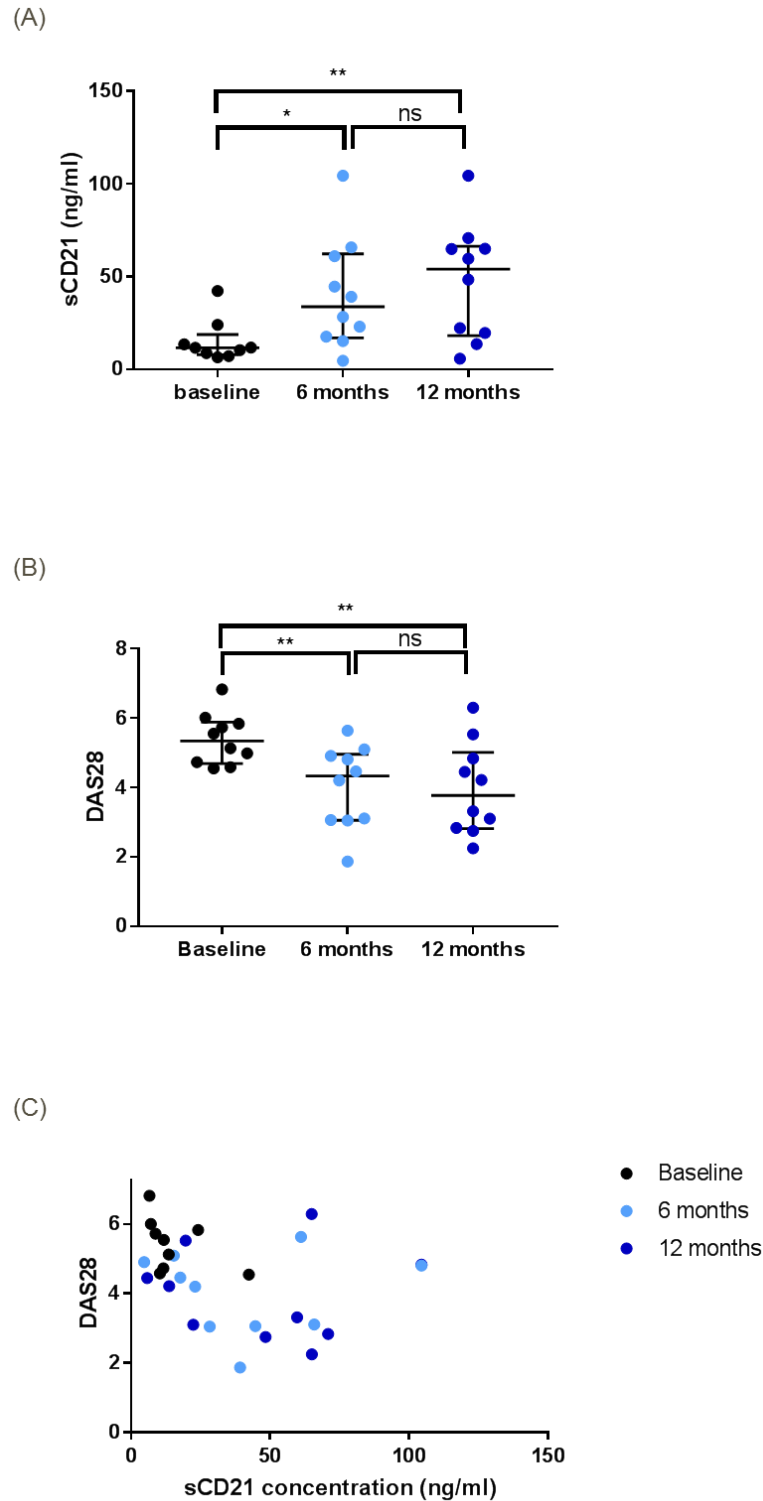 (A)
**
150
*
ns
100
sCD21 (ng/ml)
50
0
baseline 6 months 12 months
(B)
**
8
**
ns
6
DAS28
4
2
0
Baseline 6 months 12 months
(C)
Baseline
6 months
12 months
6
DAS28
4
2
0
0 50 100 150
sCD21 concentration (ng/ml)